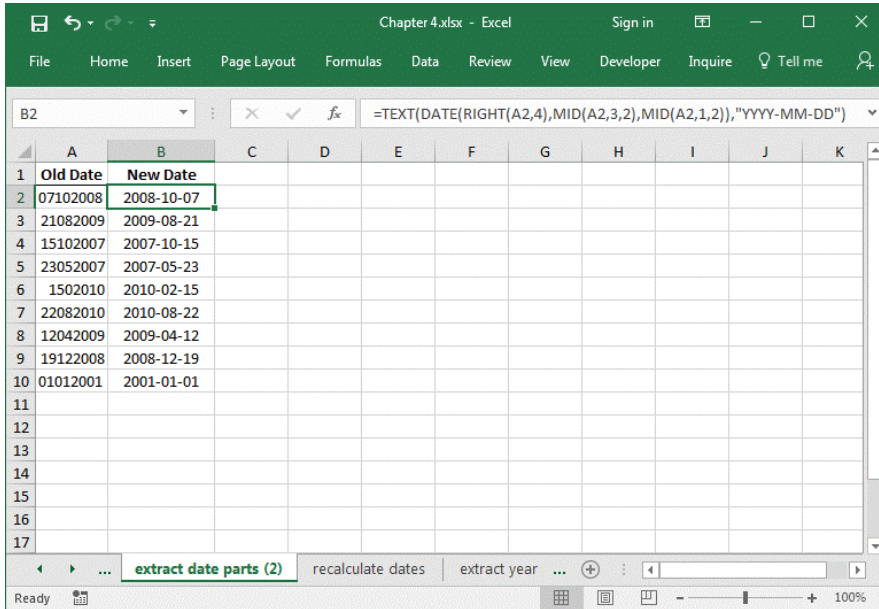 Chapter 4.xlsx - Excel Sign in
File Home Insert Page Layout Formulas Data Review View Developer Inquire Tell me
B2 fx =TEXT(DATE(RIGHT(A2,4),MID(A2,3,2),MID(A2,1,2)),"YYYY-MM-DD")
A B C D E F G H I J K
1 Old Date New Date
2 07102008 2008-10-07
3 21082009 2009-08-21
4 15102007 2007-10-15
5 23052007 2007-05-23
6 1502010 2010-02-15
7 22082010 2010-08-22
8 12042009 2009-04-12
9 19122008 2008-12-19
10 01012001 2001-01-01
11
12
13
14
15
16
17
... extract date parts (2) recalculate dates extract year ...
Ready 100%